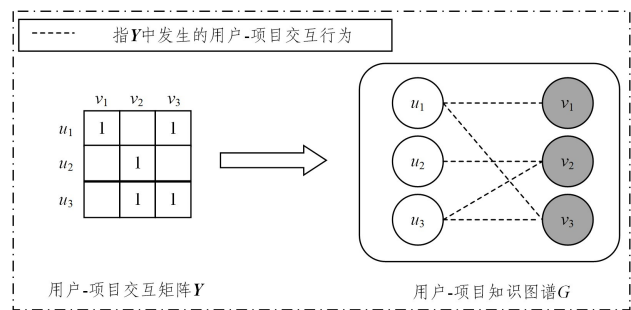 指Y中发生的用户-项目交互行为
v1 v2 v3
u1 1 1
u2 1
u3 1 1
u1 v1
u2 v2
u3 v3
用户-项目交互矩阵Y
用户-项目知识图谱G